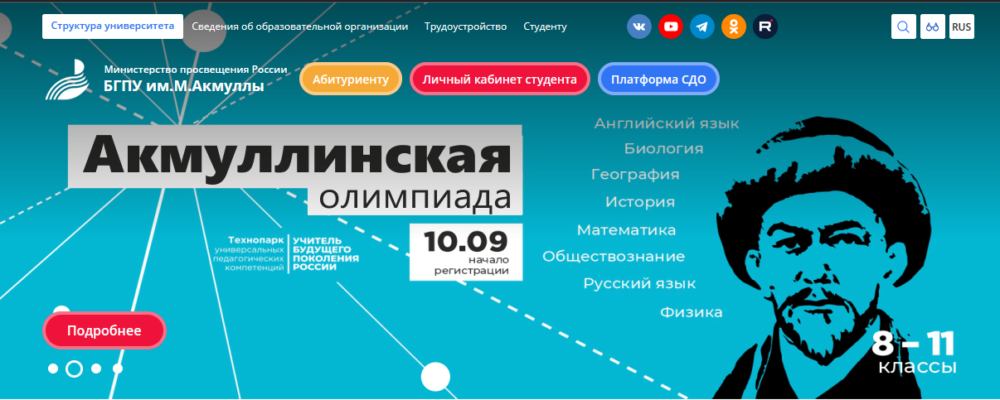 Структура университета
Сведения об образовательной организации
Трудоустройство
Студенту
RUS
Министерство просвещения России
БГПУ им.М.Акмуллы
Абитуриенту
Личный кабинет студента
Платформа СДО
Акмуллинская
олимпиада
Технопарк
универсальных
педагогических
компетенций
УЧИТЕЛЬ
БУДУЩЕГО
ПОКОЛЕНИЯ
РОССИИ
10.09
начало
регистрации
Английский язык
Биология
География
История
Математика
Обществознание
Русский язык
Физика
8 – 11
классы
Подробнее